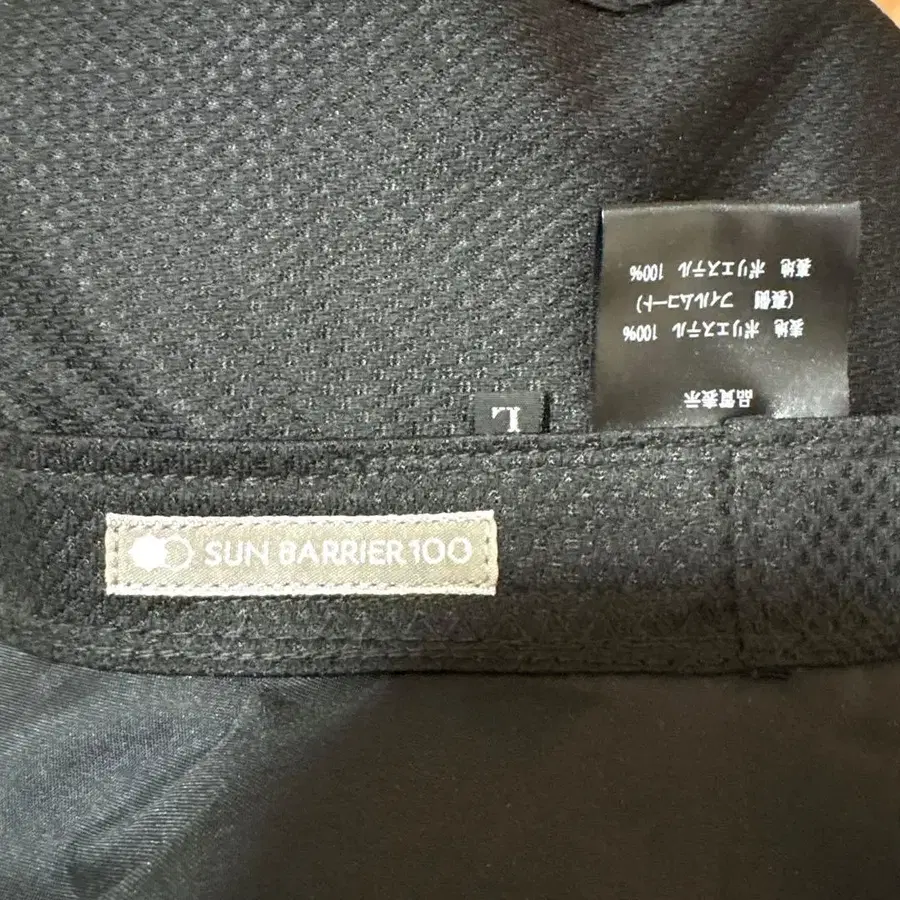 SUN BARRIER 100
L
品質表示
表地 ポリエステル 100%
(裏側 フィルムコート)
裏地 ポリエステル 100%